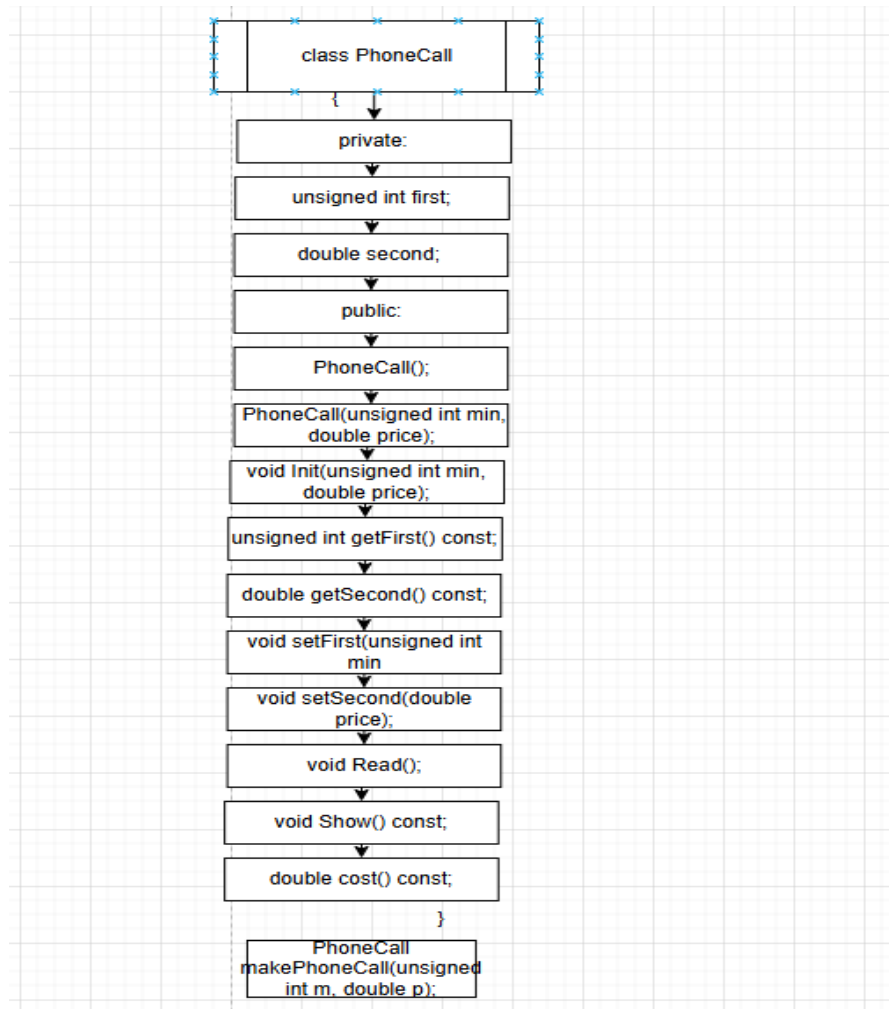 class PhoneCall
{
private:
unsigned int first;
double second;
public:
PhoneCall();
PhoneCall(unsigned int min,
double price);
void Init(unsigned int min,
double price);
unsigned int getFirst() const;
double getSecond() const;
void setFirst(unsigned int
min
void setSecond(double
price);
void Read();
void Show() const;
double cost() const;
}
PhoneCall
makePhoneCall(unsigned
int m, double p);